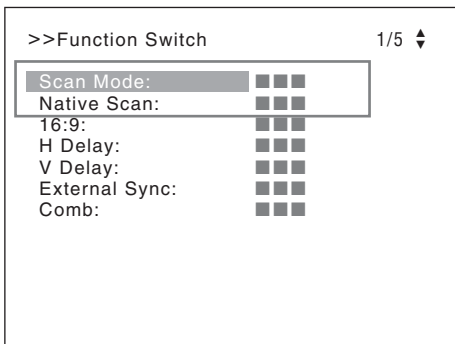 >>Function Switch 1/5
Scan Mode: ■■■
Native Scan: ■■■
16:9: ■■■
H Delay: ■■■
V Delay: ■■■
External Sync: ■■■
Comb: ■■■